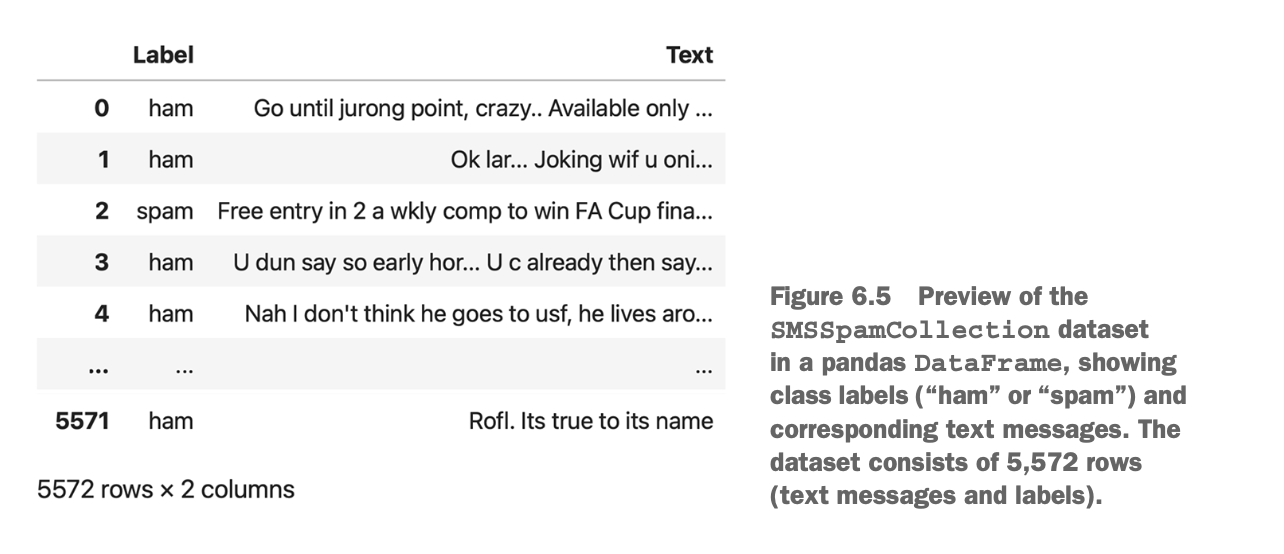 Label Text
0 ham Go until jurong point, crazy.. Available only ...
1 ham Ok lar... Joking wif u oni...
2 spam Free entry in 2 a wkly comp to win FA Cup fina...
3 ham U dun say so early hor... U c already then say...
4 ham Nah I don't think he goes to usf, he lives aro...
... ... ...
5571 ham Rofl. Its true to its name
5572 rows × 2 columns
Figure 6.5 Preview of the
SMSSpamCollection dataset
in a pandas DataFrame, showing
class labels (“ham” or “spam”) and
corresponding text messages. The
dataset consists of 5,572 rows
(text messages and labels).